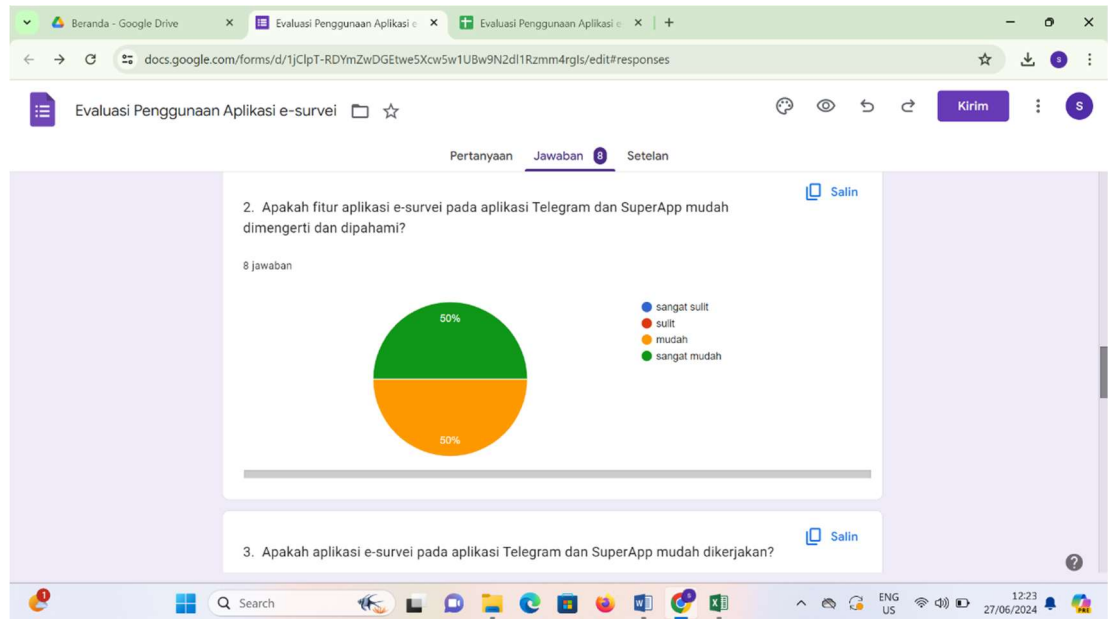 Beranda - Google Drive
Evaluasi Penggunaan Aplikasi e
Evaluasi Penggunaan Aplikasi e
docs.google.com/forms/d/1jClpT-RDYmZwDGEtwe5Xcw5w1UBw9N2dl1Rzmm4rgIs/edit#responses
S
Evaluasi Penggunaan Aplikasi e-survei
Kirim
S
Pertanyaan Jawaban 8 Setelan
Salin
2. Apakah fitur aplikasi e-survei pada aplikasi Telegram dan SuperApp mudah
dimengerti dan dipahami?
8 jawaban
50%
50%
sangat sulit
sulit
mudah
sangat mudah
Salin
3. Apakah aplikasi e-survei pada aplikasi Telegram dan SuperApp mudah dikerjakan?
1
Search
ENG
US
12:23
27/06/2024
PRE